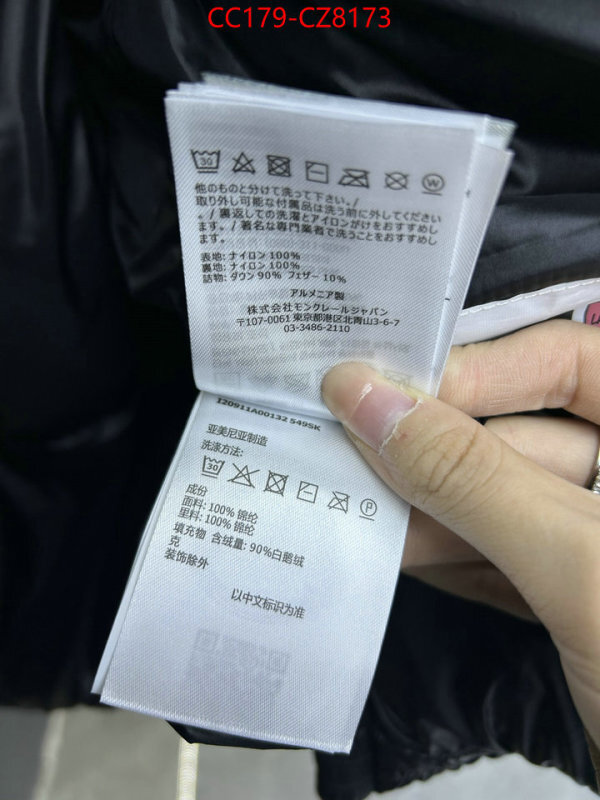 CC179-CZ8173
30
W
他のものと分けて洗って下さい。/
取り外し可能な付属品は洗う前に外してください
。/ 裏返しての洗濯とアイロンがけをおすすめし
ます。/ 著名な専門業者で洗うことをおすすめし
ます。
表地: ナイロン 100%
裏地: ナイロン 100%
詰物: ダウン 90% フェザー 10%
アルメニア製
株式会社モンクレールジャパン
〒107-0061 東京都港区北青山3-6-7
03-3486-2110
I20911A00132 549SK
亚美尼亚制造
洗涤方法:
30
P
成份
面料: 100% 锦纶
里料: 100% 锦纶
填充物 含绒量: 90%白鹅绒
克
装饰除外
以中文标识为准